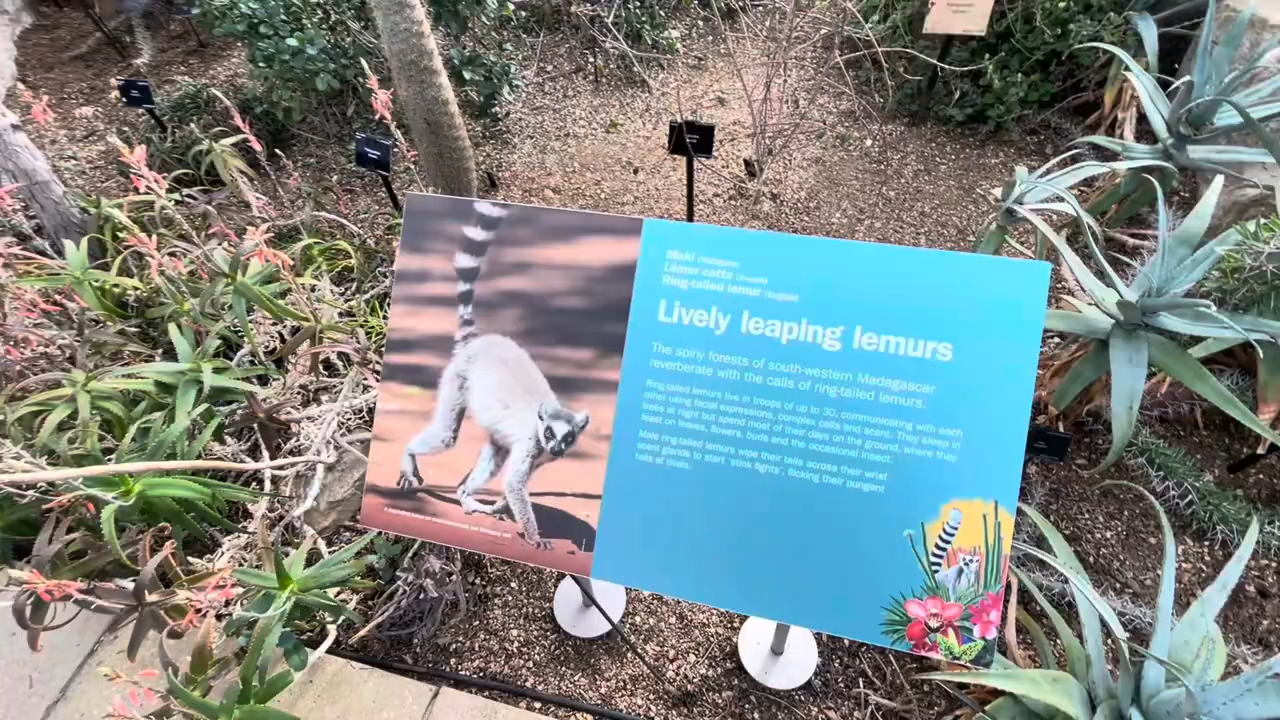 Maki (Malagasy)
Lémur catta (French)
Ring-tailed lemur (English)
Lively leaping lemurs
The spiny forests of south-western Madagascar
reverberate with the calls of ring-tailed lemurs.
Ring-tailed lemurs live in troops of up to 30, communicating with each
other using facial expressions, complex calls and scent. They sleep in
trees at night but spend most of their days on the ground, where they
feast on leaves, flowers, buds and the occasional insect.
Male ring-tailed lemurs wipe their tails across their wrist
scent glands to start "stink fights", flicking their pungent
tails at rivals.